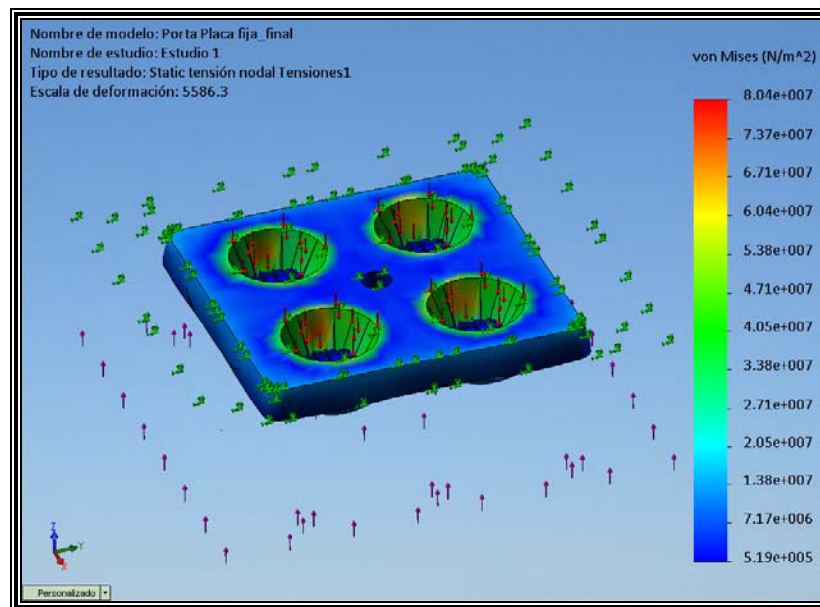 Nombre de modelo: Porta Placa fija_final
Nombre de estudio: Estudio 1
Tipo de resultado: Static tensión nodal Tensiones1
Escala de deformación: 5586.3
von Mises (N/m^2)
8.04e+007
7.37e+007
6.71e+007
6.04e+007
5.38e+007
4.71e+007
4.05e+007
3.38e+007
2.71e+007
2.05e+007
1.38e+007
7.17e+006
5.19e+005
Z
Y
X
Personalizado